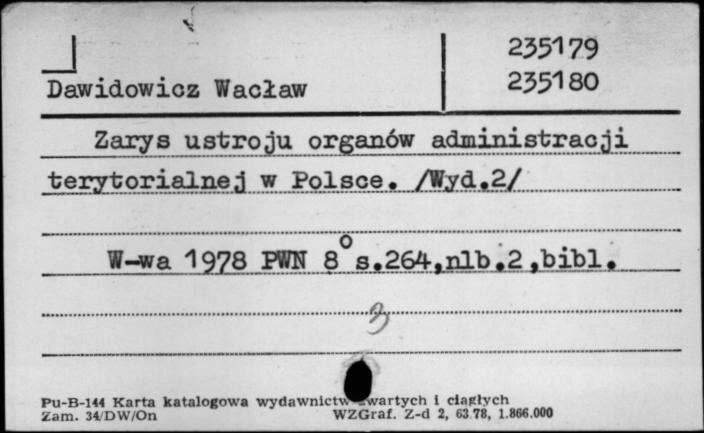 235179
Dawidowicz Wacław 235180
Zarys ustroju organów administracji
terytorialnej w Polsce. /Wyd.2/
W-wa 1978 PWN 8° s.264,nlb.2,bibl.
3
Pu-B-144 Karta katalogowa wydawnictw zwartych i ciągłych
Zam. 34/DW/On WZGraf. Z-d 2, 63.78, 1.866.000